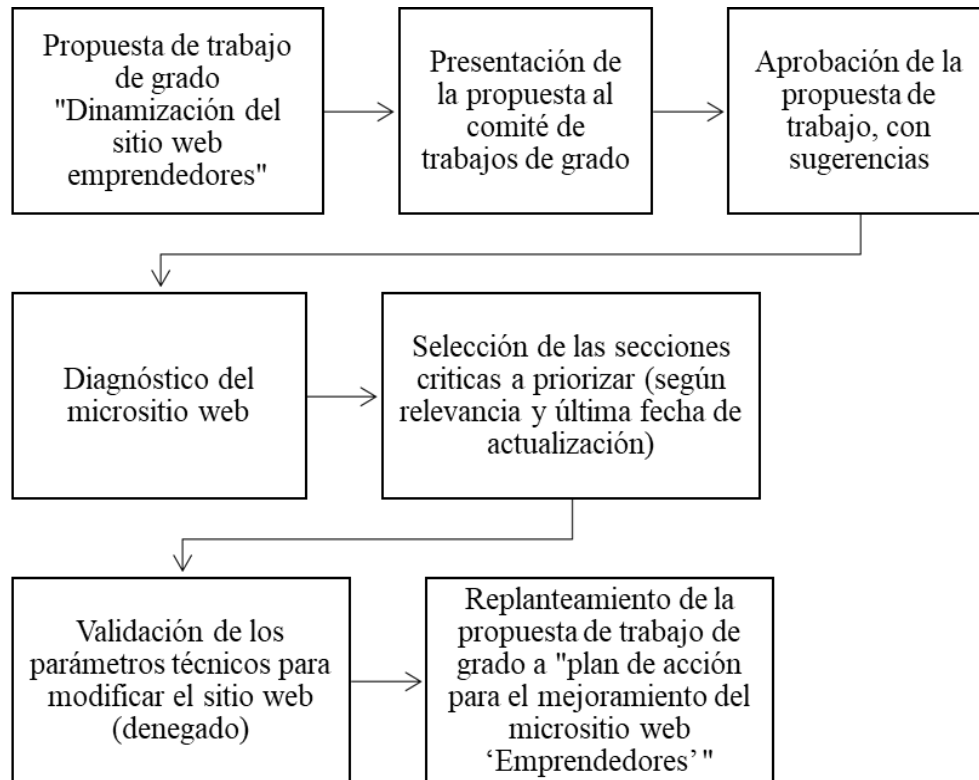 Propuesta de trabajo
de grado
"Dinamización del
sitio web
emprendedores"
Presentación de
la propuesta al
comité de
trabajos de grado
Aprobación de la
propuesta de
trabajo, con
sugerencias
Diagnóstico del
micrositio web
Selección de las secciones
criticas a priorizar (según
relevancia y última fecha de
actualización)
Validación de los
parámetros técnicos para
modificar el sitio web
(denegado)
Replanteamiento de la
propuesta de trabajo de
grado a "plan de acción
para el mejoramiento del
micrositio web
‘Emprendedores’ "